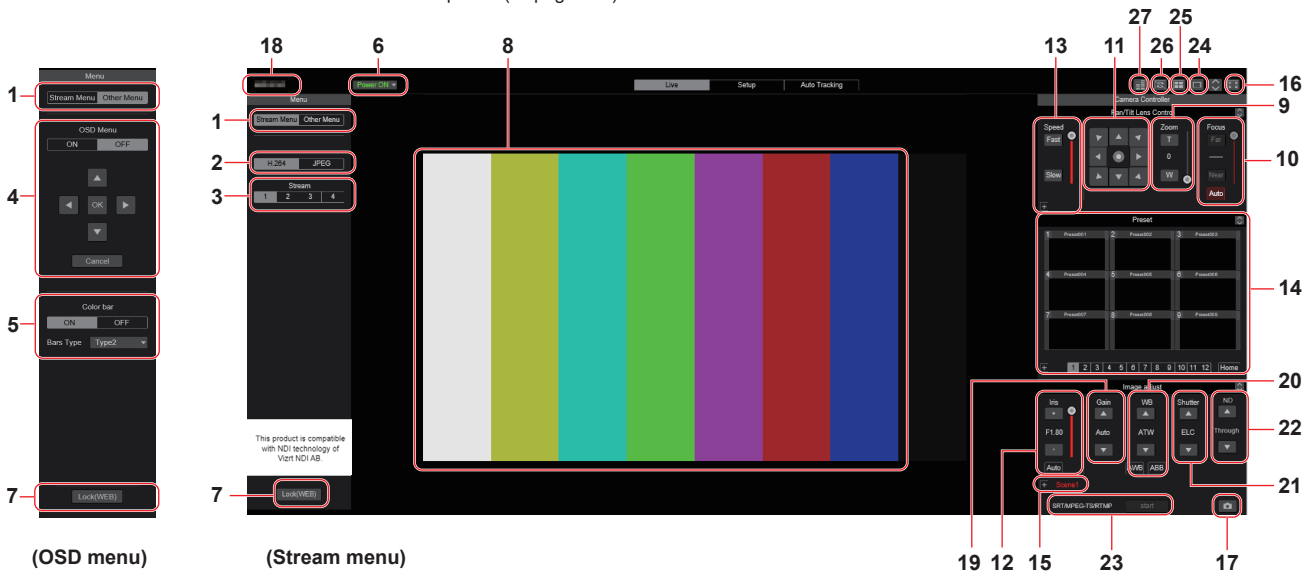 27 25
18 6 8 13 11 26 24
Menu
1
Stream Menu Other Menu
OSD Menu
ON OFF
4
OK
Cancel
5
Color bar
ON OFF
Bars Type Type2
7
Lock(WEB)
(OSD menu)
Power ON
Live Setup Auto Tracking
16
Menu
1
Stream Menu Other Menu
2
H.264 JPEG
3
Stream
1 2 3 4
This product is compatible
with NDI technology of
Vizrt NDI AB.
7
Lock(WEB)
(Stream menu)
Camera Controller
9
Pan/Tilt Lens Control
Speed Zoom Focus
Fast T Far
0
10
Slow W Near
Auto
Preset
1 Preset001 2 Preset002 3 Preset003
14
4 Preset004 5 Preset005 6 Preset006
7 Preset007 8 Preset008 9 Preset009
1 2 3 4 5 6 7 8 9 10 11 12 Home
20
Image adjust
Iris Gain WB Shutter ND
F1.80 Auto ATW ELC Through
22
Auto AWB ABB
21
Scene1
SRT/MPEG-TS/RTMP start
19 12 15 23 17